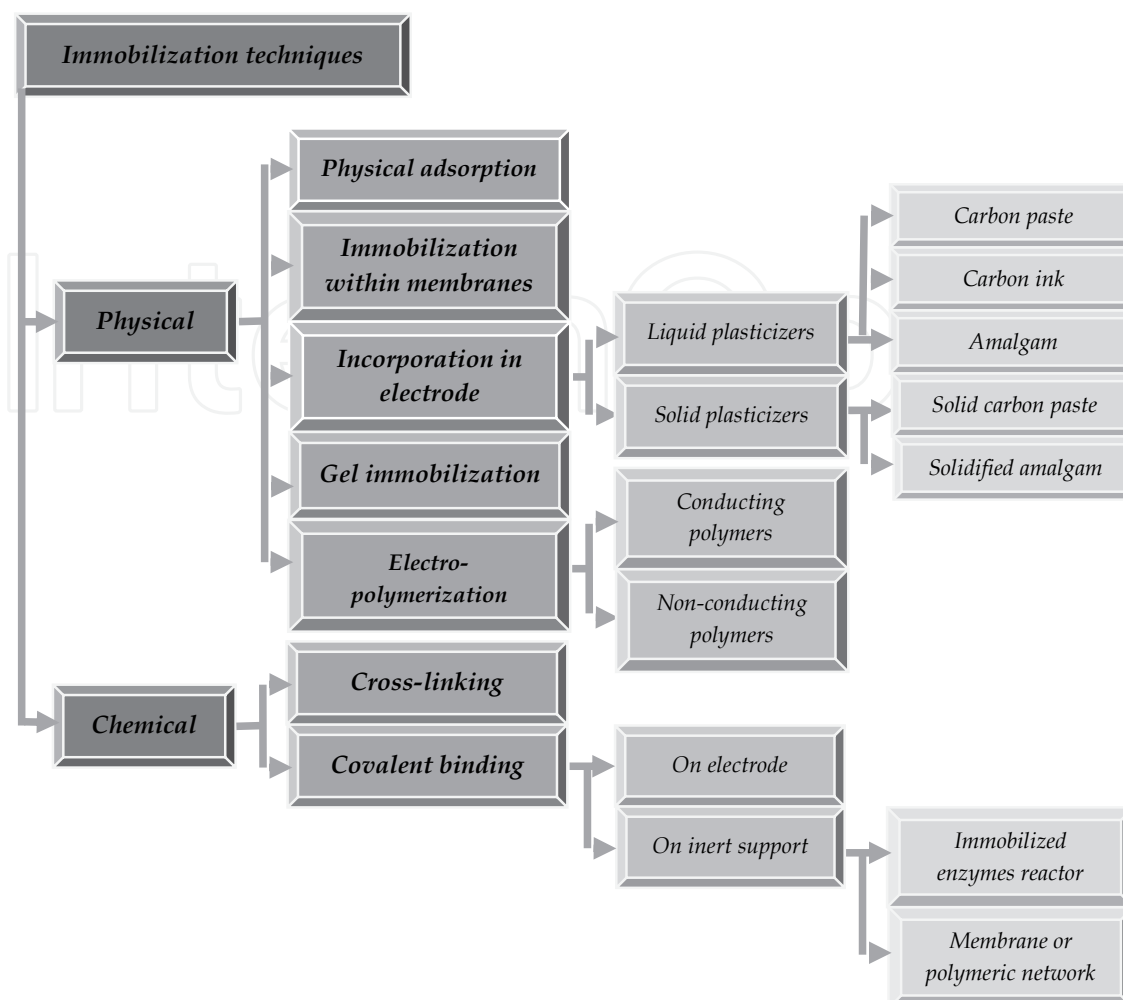 Immobilization techniques
Physical
Physical adsorption
Immobilization
within membranes
Incorporation in
electrode
Liquid plasticizers
Carbon paste
Carbon ink
Amalgam
Solid plasticizers
Solid carbon paste
Solidified amalgam
Gel immobilization
Electro-
polymerization
Conducting
polymers
Non-conducting
polymers
Chemical
Cross-linking
Covalent binding
On electrode
On inert support
Immobilized
enzymes reactor
Membrane or
polymeric network